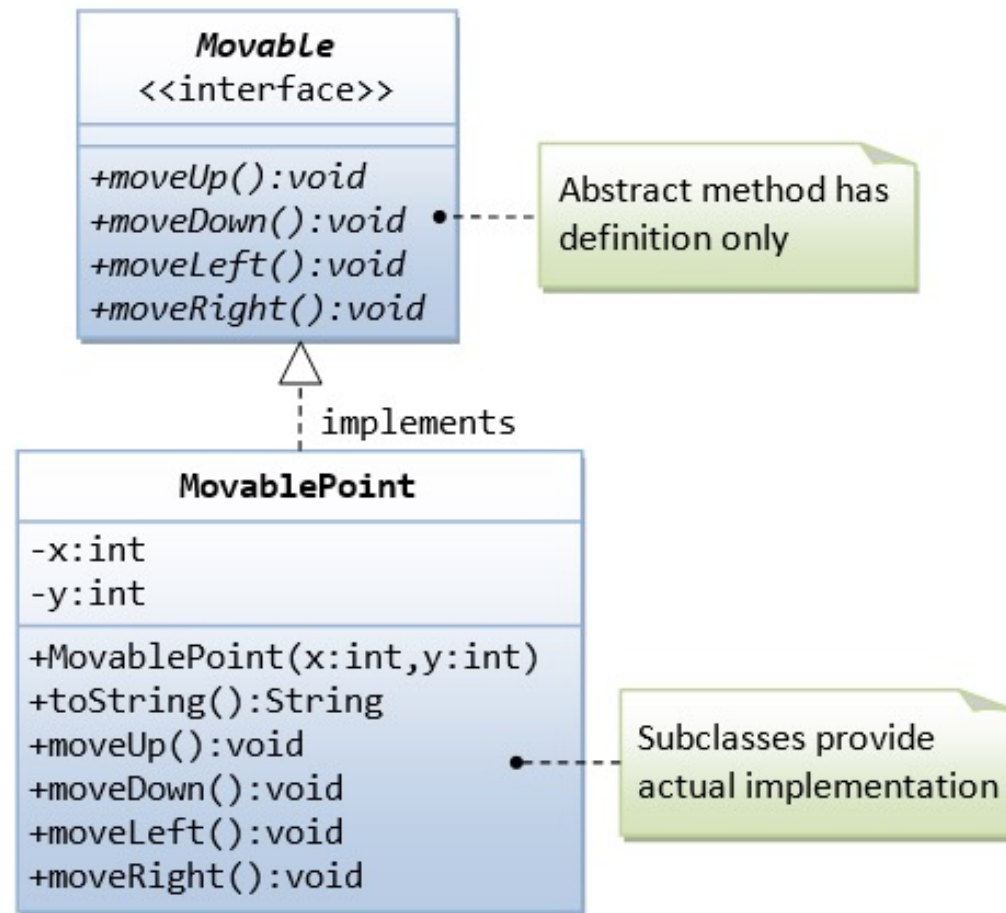 Movable
<<interface>>
+moveUp():void
+moveDown():void
+moveLeft():void
+moveRight():void
Abstract method has
definition only
implements
MovablePoint
-x:int
-y:int
+MovablePoint(x:int,y:int)
+toString():String
+moveUp():void
+moveDown():void
+moveLeft():void
+moveRight():void
Subclasses provide
actual implementation